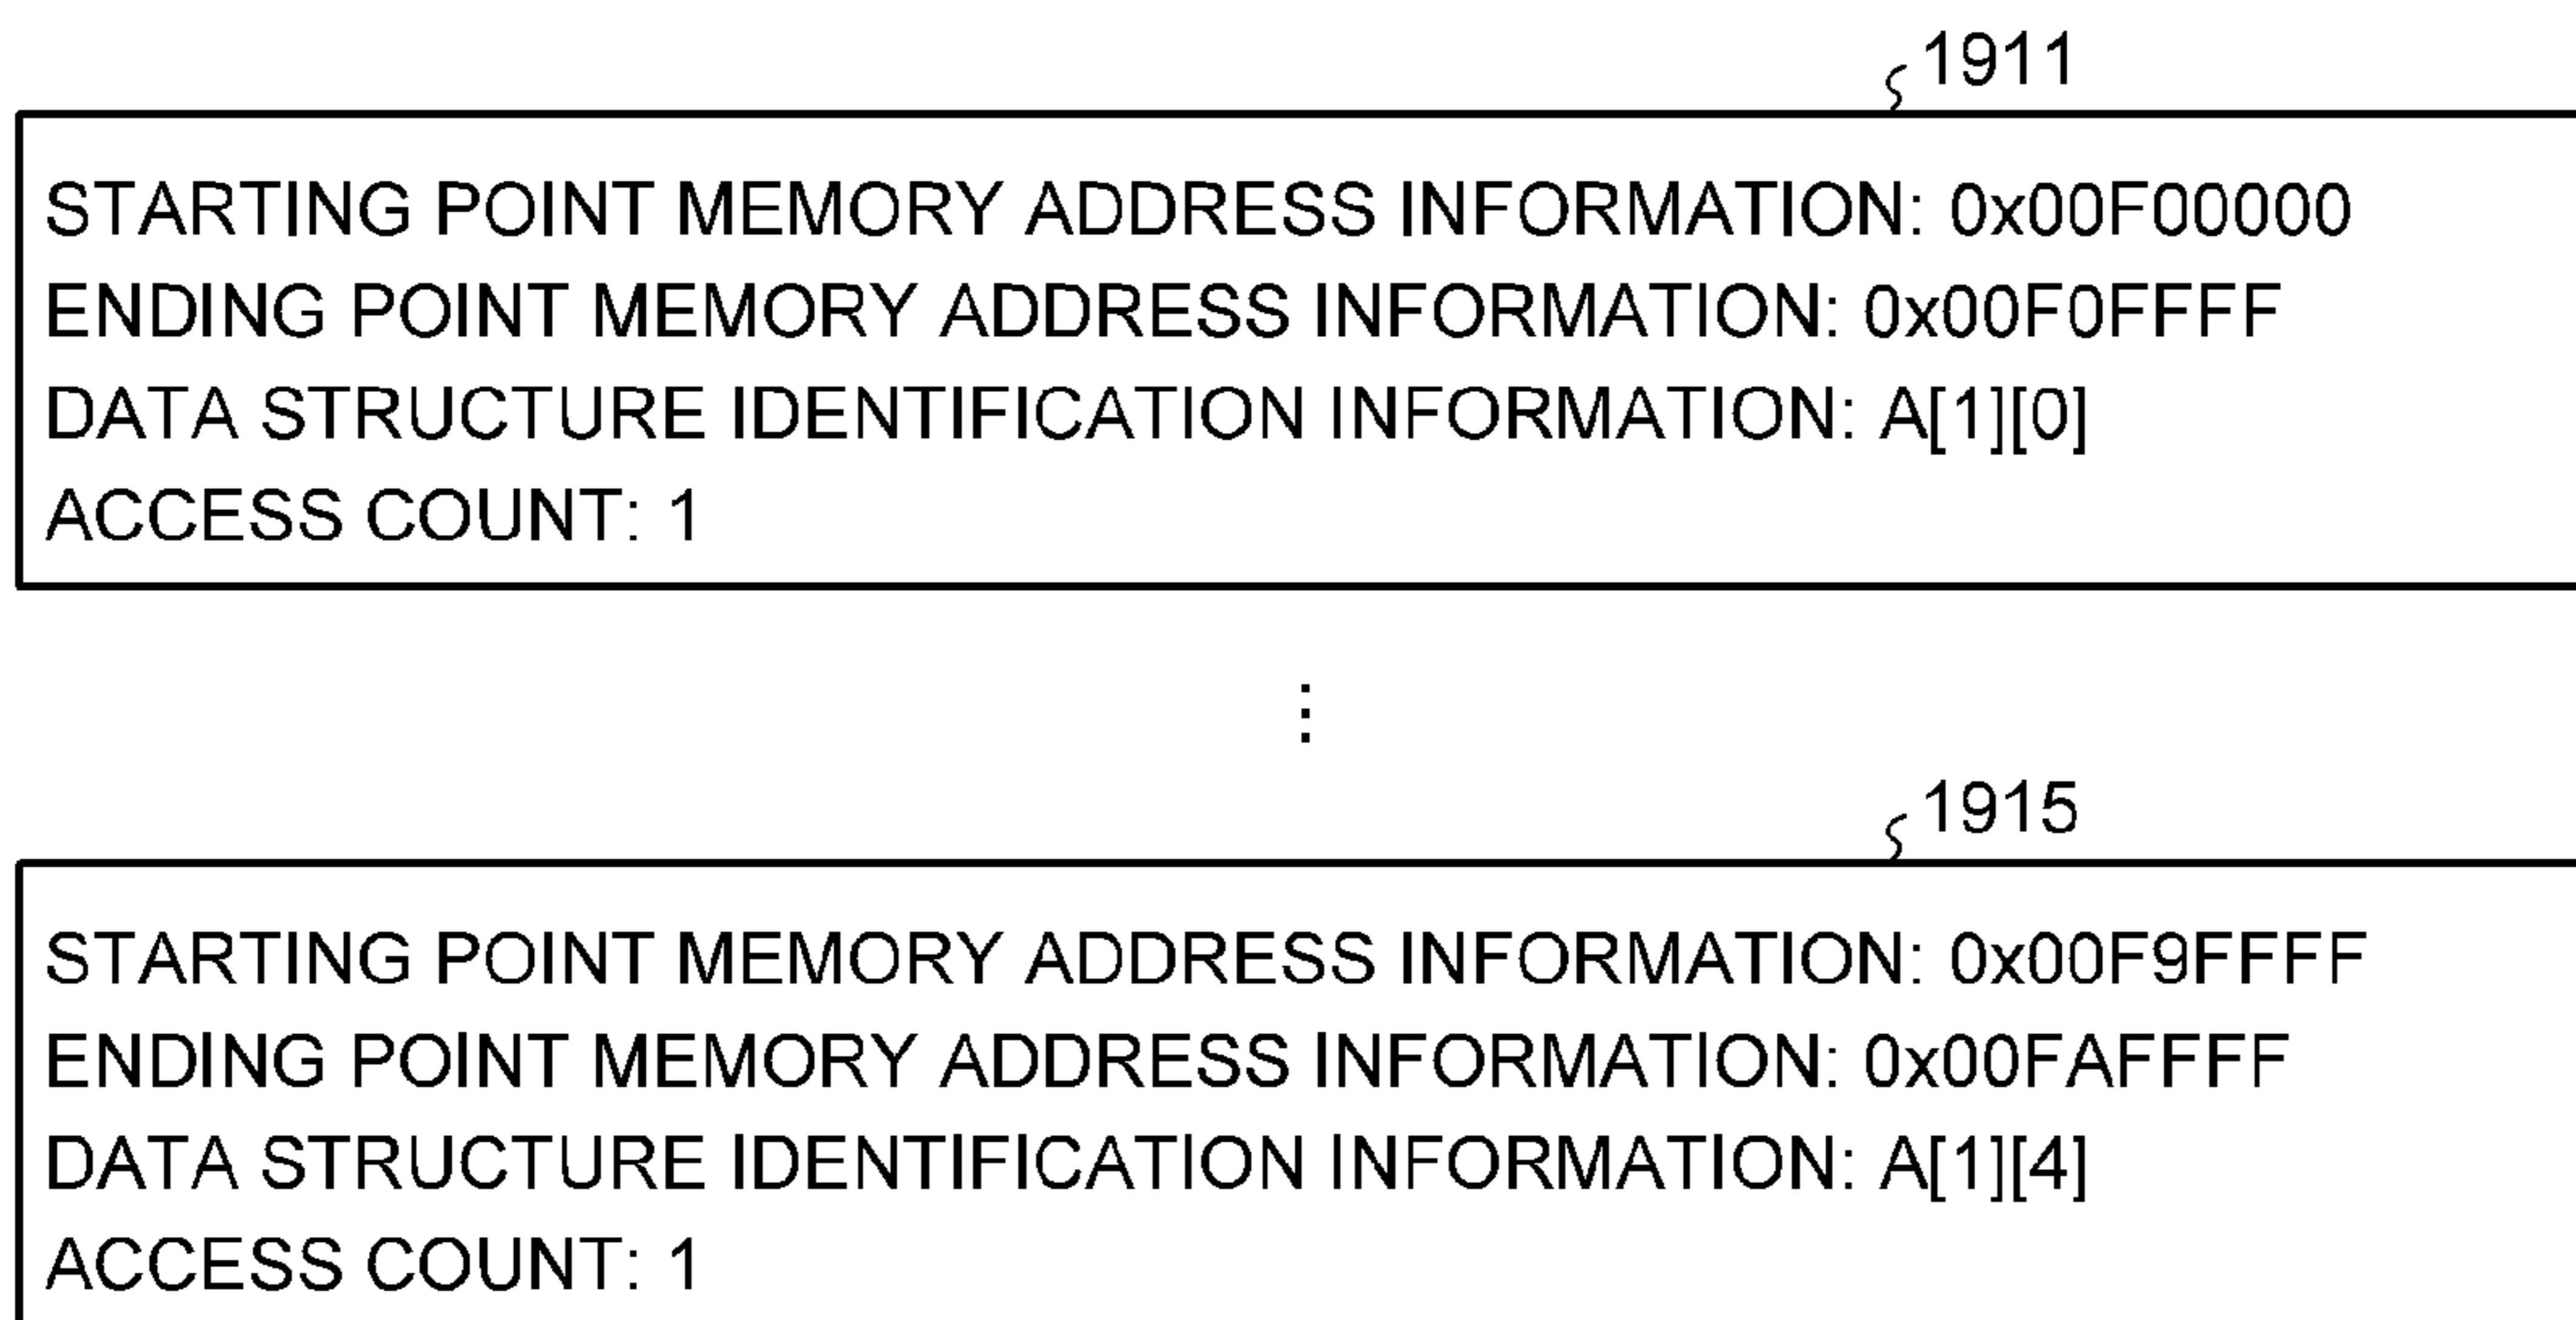 1911
STARTING POINT MEMORY ADDRESS INFORMATION: 0x00F00000
ENDING POINT MEMORY ADDRESS INFORMATION: 0x00F0FFFF
DATA STRUCTURE IDENTIFICATION INFORMATION: A[1][0]
ACCESS COUNT: 1
⋮
1915
STARTING POINT MEMORY ADDRESS INFORMATION: 0x00F9FFFF
ENDING POINT MEMORY ADDRESS INFORMATION: 0x00FAFFFF
DATA STRUCTURE IDENTIFICATION INFORMATION: A[1][4]
ACCESS COUNT: 1